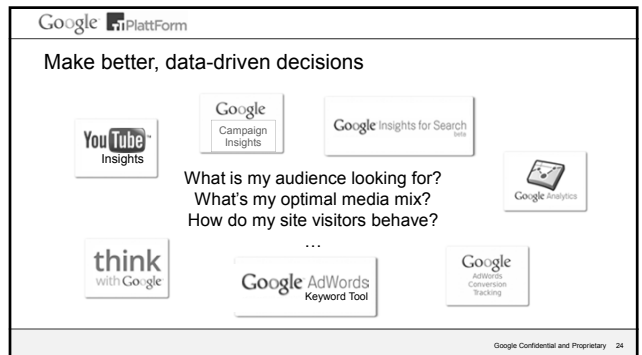 Google PlattForm
Make better, data-driven decisions
Google
Campaign
Insights
Google Insights for Search
beta
YouTube™
Insights
What is my audience looking for?
What's my optimal media mix?
How do my site visitors behave?
…
Google Analytics
think
with Google
Google AdWords
Keyword Tool
Google
AdWords
Conversion
Tracking
Google Confidential and Proprietary 24